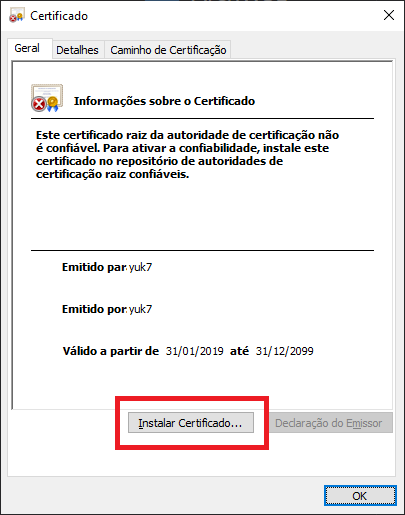 Certificado
Geral
Detalhes
Caminho de Certificação
Informações sobre o Certificado
Este certificado raiz da autoridade de certificação não
é confiável. Para ativar a confiabilidade, instale este
certificado no repositório de autoridades de
certificação raiz confiáveis.
Emitido par yuk7
Emitido por yuk7
Válido a partir de 31/01/2019 até 31/12/2099
Instalar Certificado...
Declaração do Emissor
OK